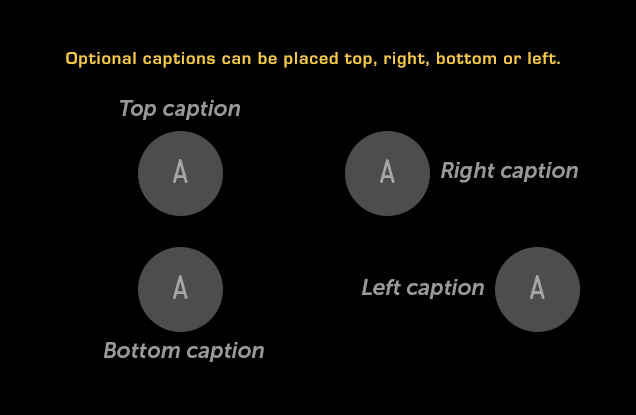 Optional captions can be placed top, right, bottom or left.
Top caption
A
A Right caption
A
Left caption A
Bottom caption